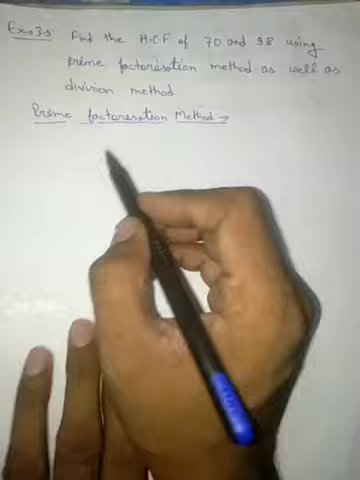 Exm 3:→ Find the H.C.F of 70 and 98 using
prime factorisation method as well as
division method
Prime factorisation Method →